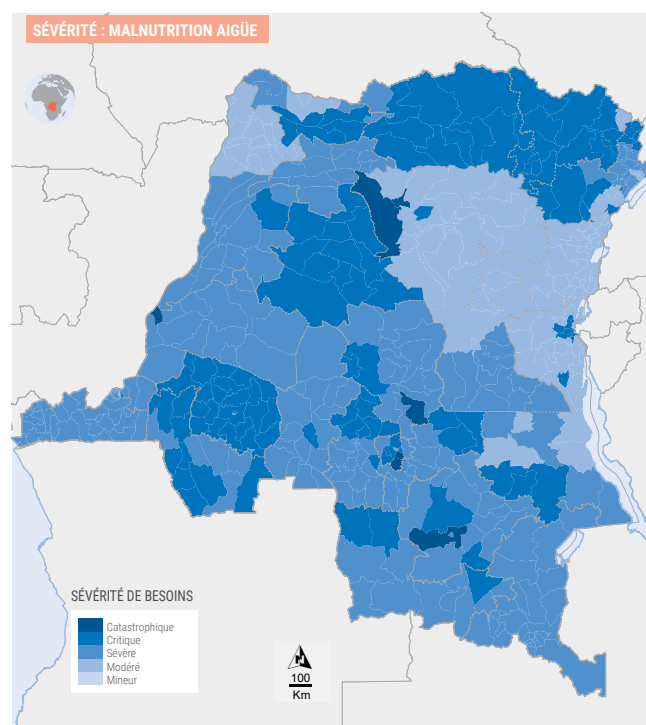 SÉVÉRITÉ : MALNUTRITION AIGÜE
SÉVÉRITÉ DE BESOINS
Catastrophique
Critique
Sévère
Modéré
Mineur
N
100
Km